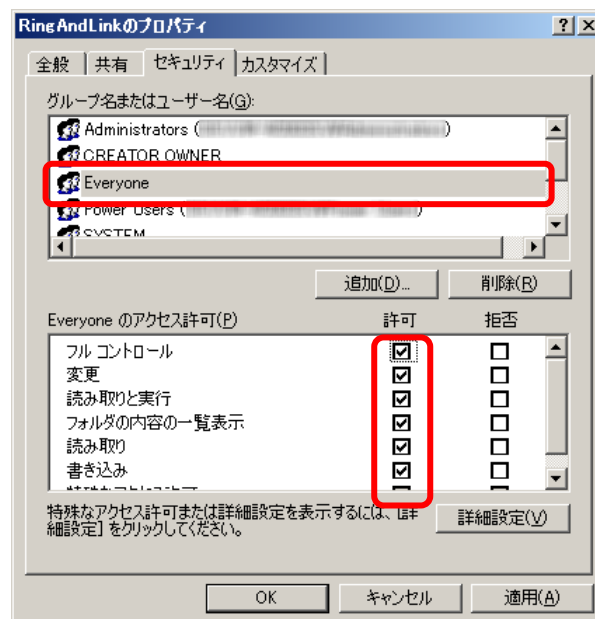 RingAndLinkのプロパティ
全般 共有 セキュリティ カスタマイズ
グループ名またはユーザー名(G):
Administrators ( )
CREATOR OWNER
Everyone
Power Users ( )
SYSTEM
追加(D)... 削除(R)
Everyone のアクセス許可(P) 許可 拒否
フル コントロール
変更
読み取りと実行
フォルダの内容の一覧表示
読み取り
書き込み
特殊なアクセス許可または詳細設定を表示するには、[詳
細設定] をクリックしてください。
詳細設定(V)
OK キャンセル 適用(A)